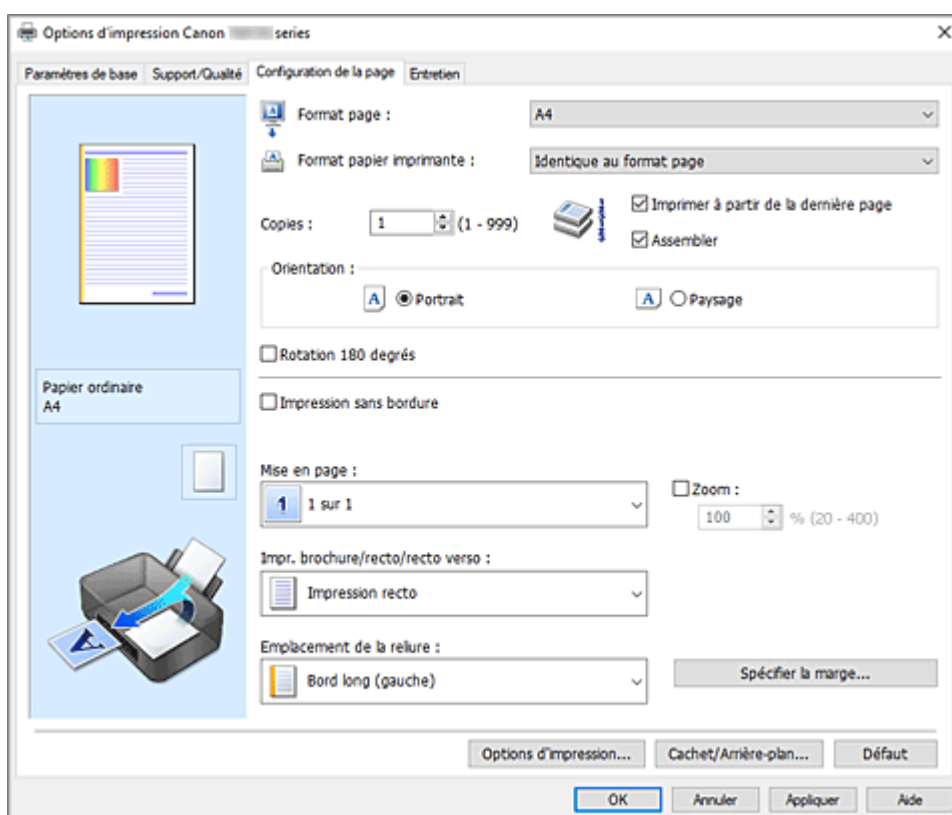 Options d'impression Canon series
Paramètres de base Support/Qualité Configuration de la page Entretien
Format page : A4
Format papier imprimante : Identique au format page
Copies : 1 (1 - 999) Imprimer à partir de la dernière page
Assembler
Orientation :
A Portrait A Paysage
Rotation 180 degrés
Papier ordinaire
A4
Impression sans bordure
Mise en page :
1 1 sur 1
Zoom :
100 % (20 - 400)
Impr. brochure/recto/recto verso :
Impression recto
Emplacement de la reliure :
Bord long (gauche) Spécifier la marge...
A
Options d'impression... Cachet/Arrière-plan... Défaut
OK Annuler Appliquer Aide